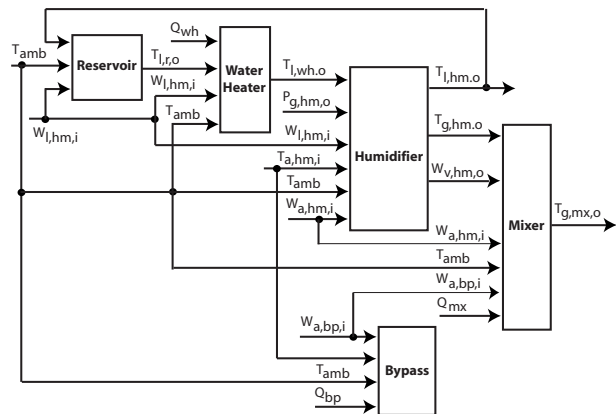 Q_wh
T_amb
Reservoir
T_l,r,o
Water
Heater
T_l,wh.o
T_l,hm.o
W_l,hm,i
P_g,hm,o
T_amb
T_g,hm.o
W_l,hm,i
W_l,hm,i
T_a,hm,i
Humidifier
T_amb
W_v,hm,o
W_a,hm,i
T_g,mx,o
Mixer
W_a,hm,i
T_amb
W_a,bp,i
Q_mx
W_a,bp,i
T_amb
Bypass
Q_bp